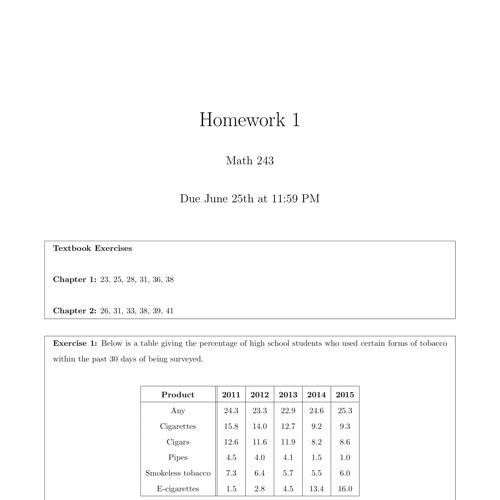 Homework 1
Math 243
Due June 25th at 11:59 PM
Textbook Exercises
Chapter 1: 23, 25, 28, 31, 36, 38
Chapter 2: 26, 31, 33, 38, 39, 41
Exercise 1: Below is a table giving the percentage of high school students who used certain forms of tobacco
within the past 30 days of being surveyed.
Product 2011 2012 2013 2014 2015
Any 24.3 23.3 22.9 24.6 25.3
Cigarettes 15.8 14.0 12.7 9.2 9.3
Cigars 12.6 11.6 11.9 8.2 8.6
Pipes 4.5 4.0 4.1 1.5 1.0
Smokeless tobacco 7.3 6.4 5.7 5.5 6.0
E-cigarettes 1.5 2.8 4.5 13.4 16.0